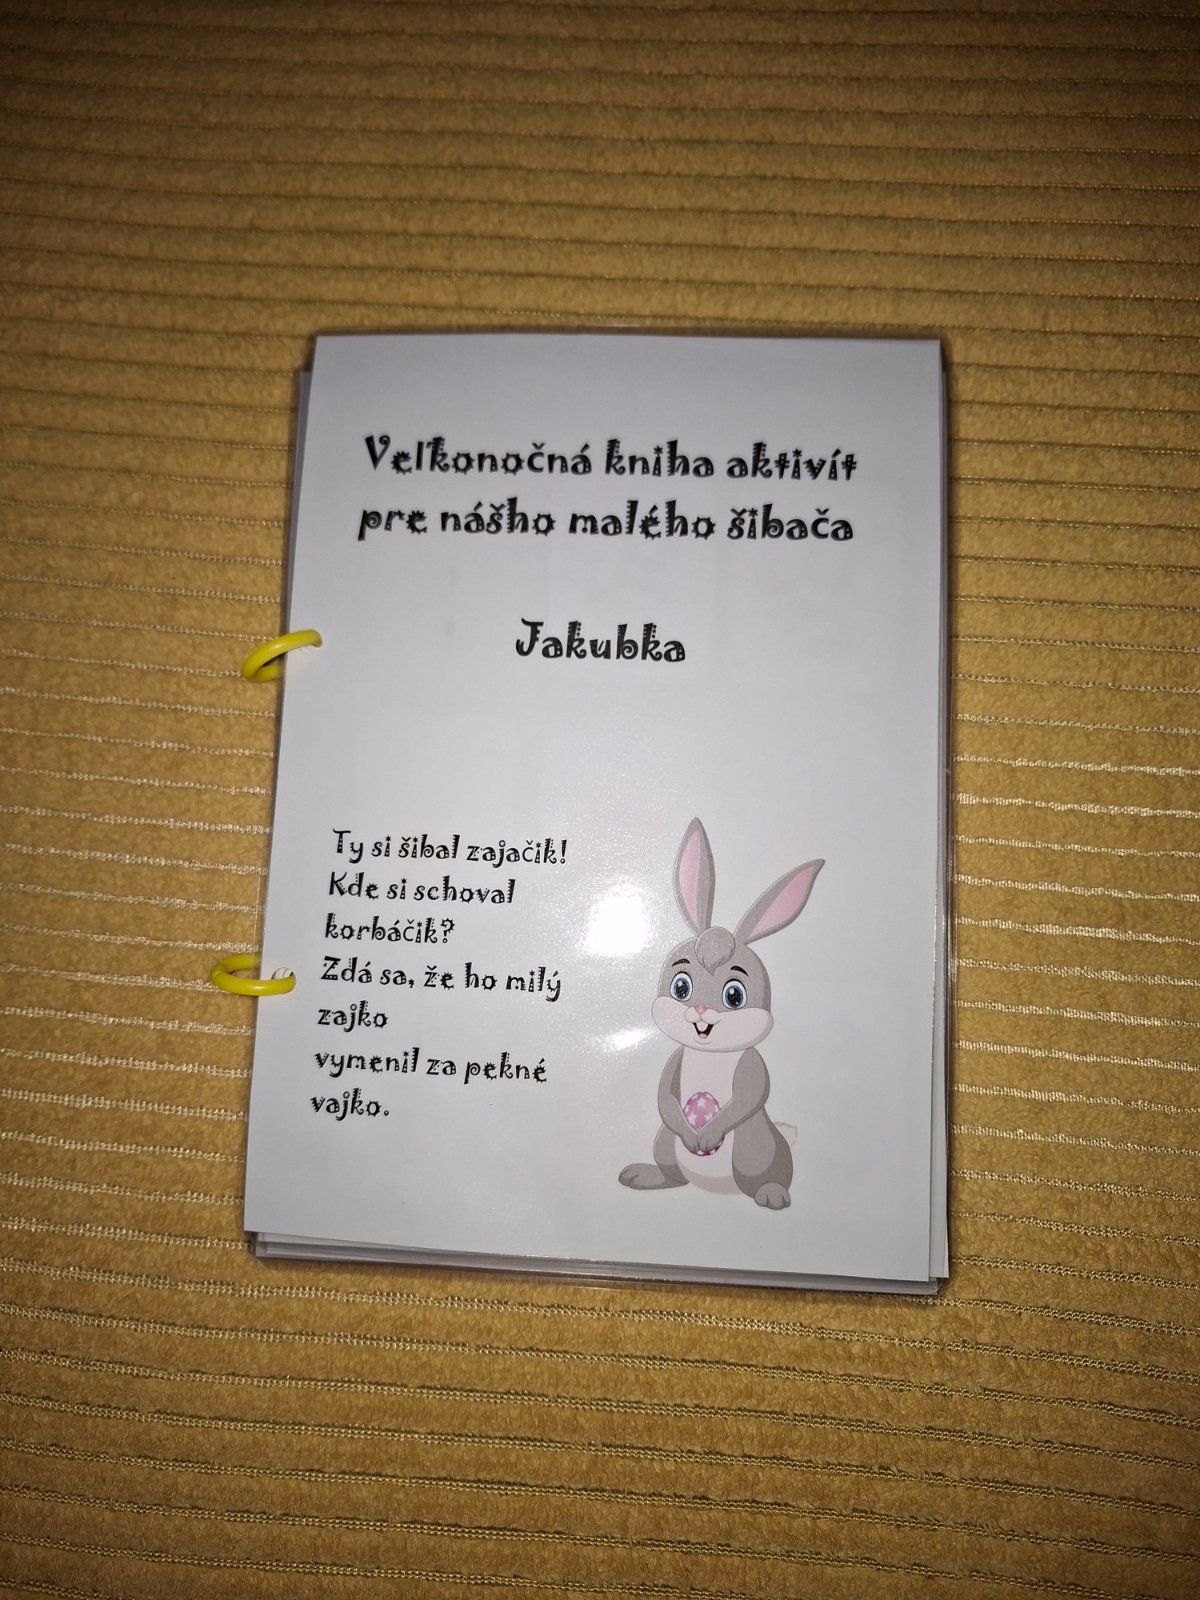 Veľkonočná kniha aktivít
pre nášho malého šibača
Jakubka
Ty si šibal zajačik!
Kde si schoval
korbáčik?
Zdá sa, že ho milý
zajko
vymenil za pekné
vajko.